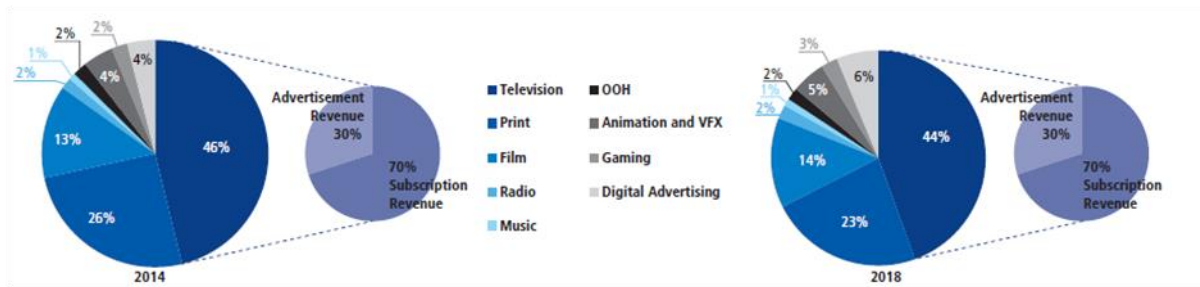 2%
2%
1%
2%
4%
4%
13%
46%
26%
Advertisement
Revenue
30%
70%
Subscription
Revenue
2014
Television
Print
Film
Radio
Music
OOH
Animation and VFX
Gaming
Digital Advertising
3%
2%
1%
2%
5%
6%
14%
44%
23%
Advertisement
Revenue
30%
70%
Subscription
Revenue
2018